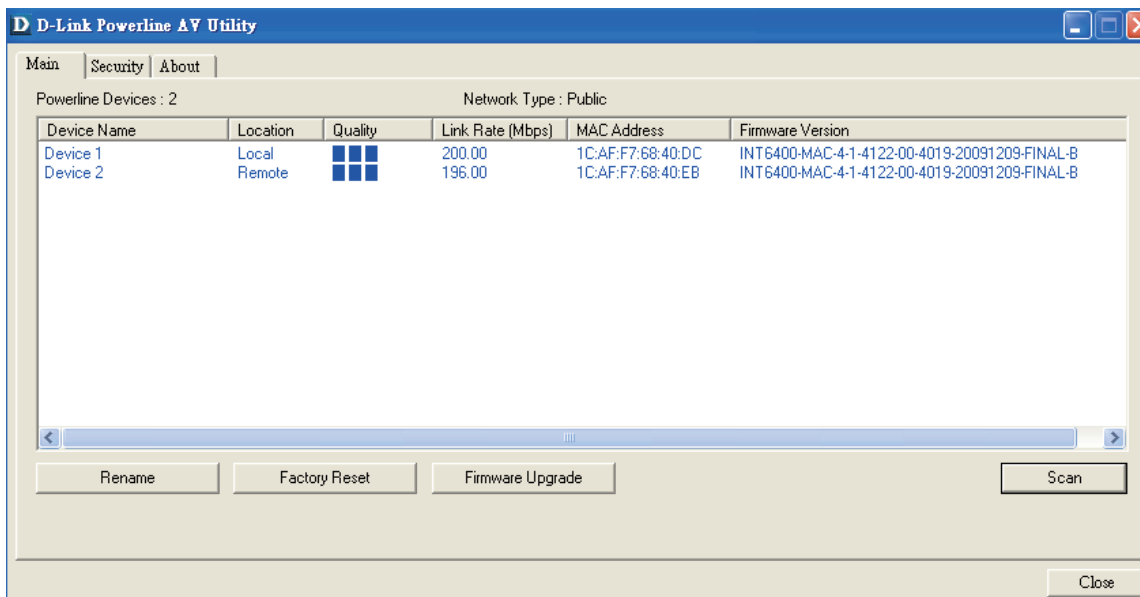 D D-Link Powerline AV Utility
Main Security About
Powerline Devices : 2 Network Type : Public
Device Name Location Quality Link Rate (Mbps) MAC Address Firmware Version
Device 1 Local 200.00 1C:AF:F7:68:40:DC INT6400-MAC-4-1-4122-00-4019-20091209-FINAL-B
Device 2 Remote 196.00 1C:AF:F7:68:40:EB INT6400-MAC-4-1-4122-00-4019-20091209-FINAL-B
Rename Factory Reset Firmware Upgrade Scan
Close